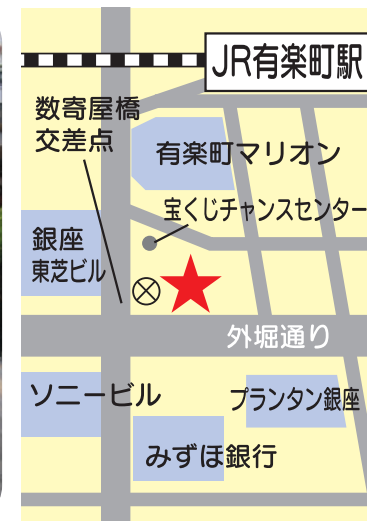 JR有楽町駅
数寄屋橋
交差点
有楽町マリオン
宝くじチャンスセンター
銀座
東芝ビル
外堀通り
ソニービル
プランタン銀座
みずほ銀行